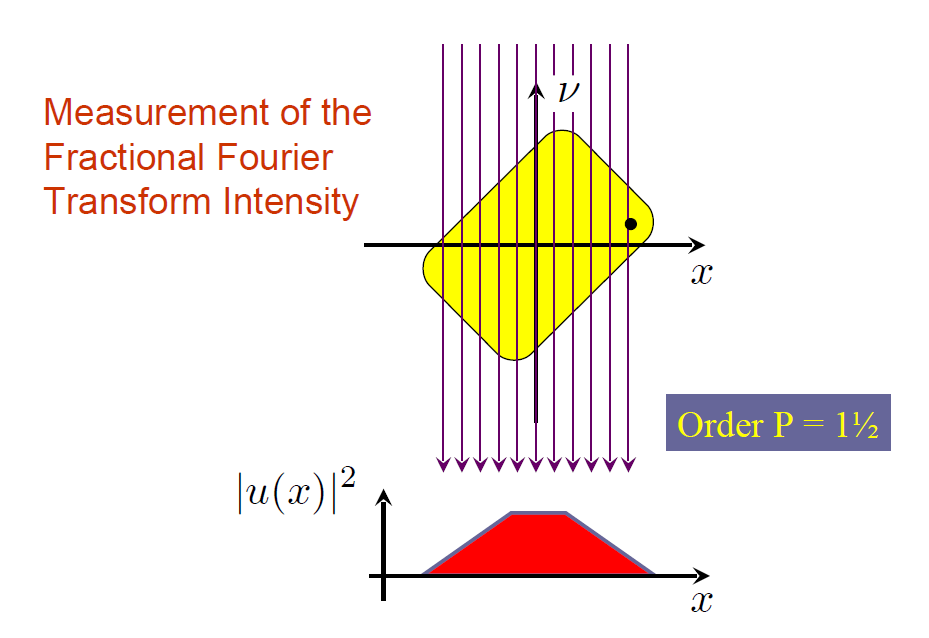 ν
Measurement of the
Fractional Fourier
Transform Intensity
x
Order P = 1½
|u(x)|²
x